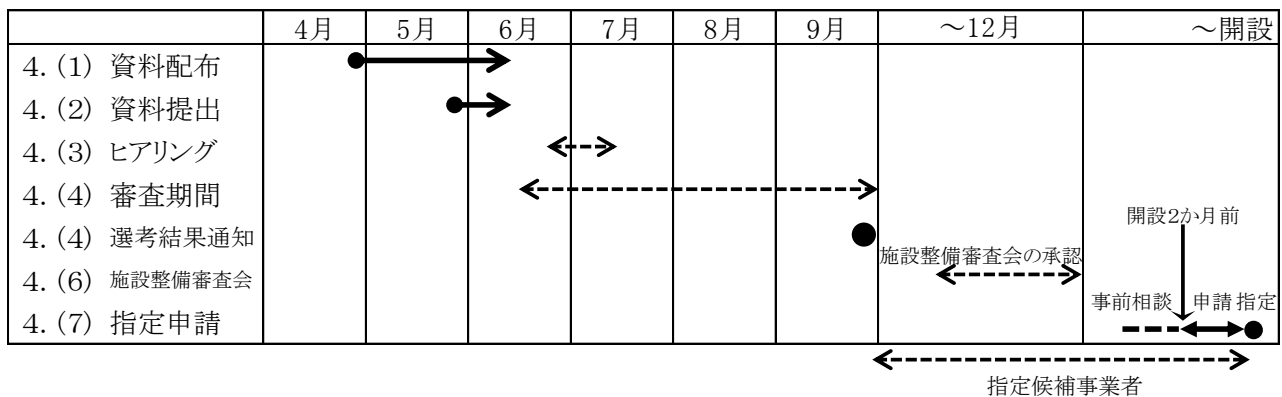 4月 5月 6月 7月 8月 9月 ～12月 ～開設
4.(1) 資料配布
4.(2) 資料提出
4.(3) ヒアリング
4.(4) 審査期間
開設2か月前
4.(4) 選考結果通知
施設整備審査会の承認
4.(6) 施設整備審査会
事前相談 申請 指定
4.(7) 指定申請
指定候補事業者